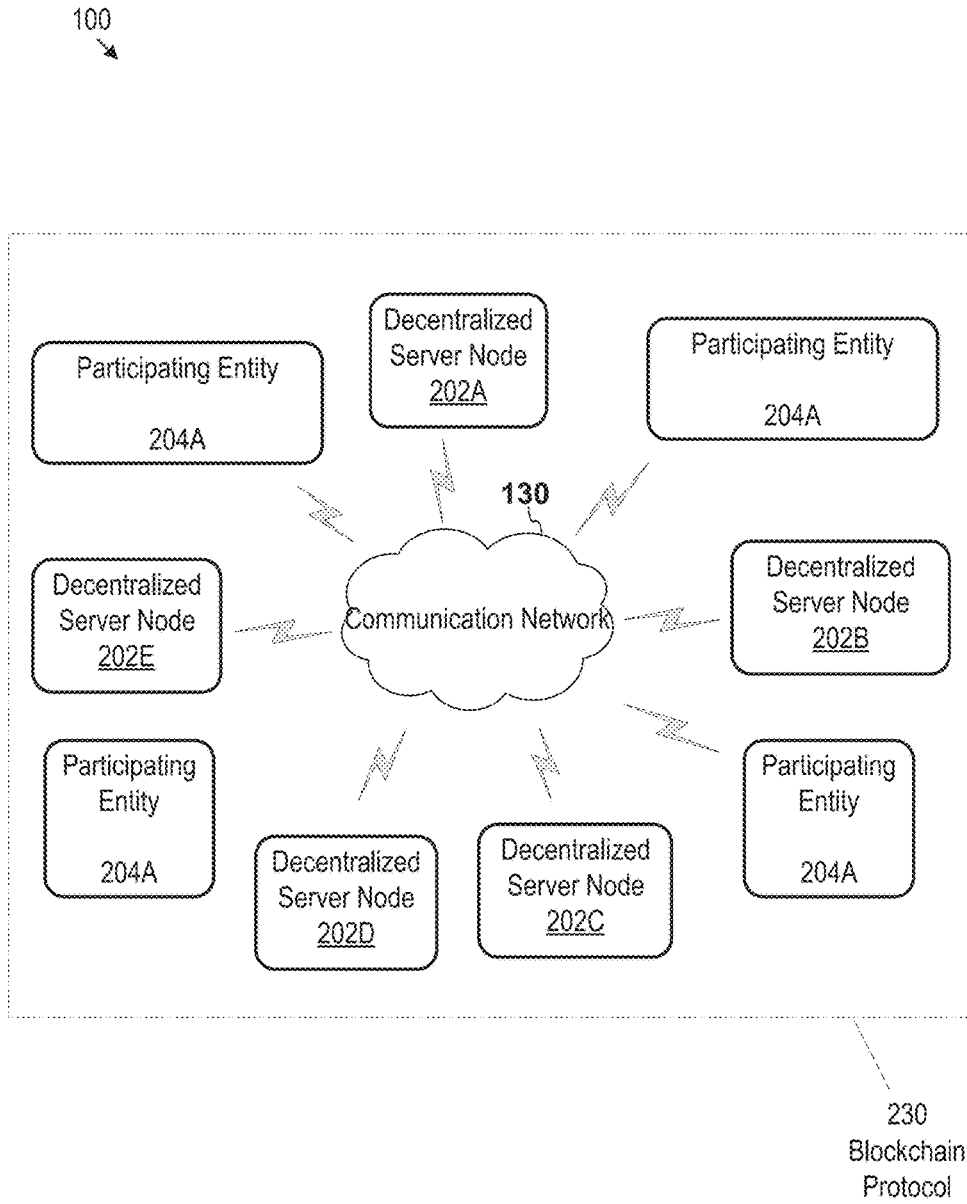 100
Decentralized
Server Node
202A
Participating Entity
204A
Participating Entity
204A
130
Communication Network
Decentralized
Server Node
202E
Decentralized
Server Node
202B
Participating
Entity
204A
Decentralized
Server Node
202D
Decentralized
Server Node
202C
Participating
Entity
204A
230
Blockchain
Protocol